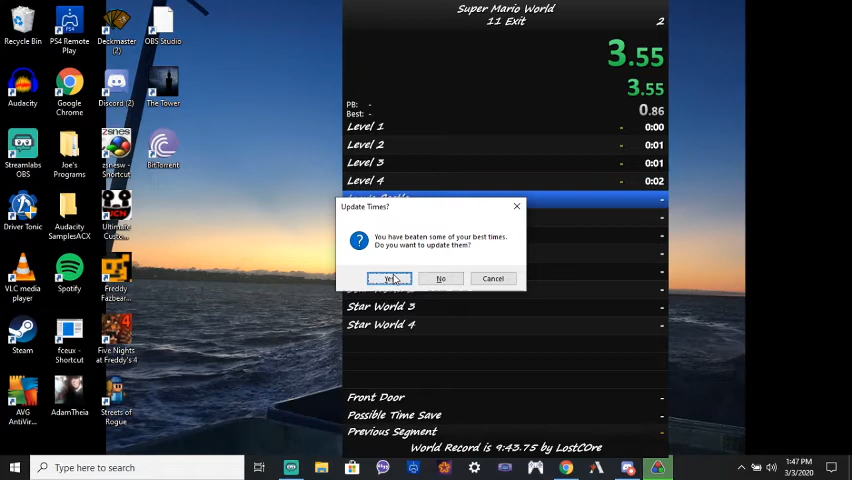 Super Mario World
11 Exit
2
3.55
3.55
PB: -
Best: -
0.86
Level 1 - 0:00
Level 2 - 0:01
Level 3 - 0:01
Level 4 - 0:02
-
Star World 3 -
Star World 4 -
Front Door -
Possible Time Save -
Previous Segment -
World Record is 9:43.75 by LostC0re
Update Times?
You have beaten some of your best times.
Do you want to update them?
Yes
No
Cancel
Recycle Bin
PS4 Remote
Play
Deckmaster
(2)
OBS Studio
Audacity
Google
Chrome
Discord (2)
The Tower
Streamlabs
OBS
Joe's
Programs
zsnes
zsnesw -
Shortcut
BitTorrent
Driver Tonic
Audacity
SamplesACX
UCN
Ultimate
Custo...
VLC media
player
Spotify
Freddy
Fazbear...
Steam
fceux -
Shortcut
Five Nights
at Freddy's 4
AVG
AntiVir...
AdamTheia
Streets of
Rogue
Type here to search
1:47 PM
3/3/2020